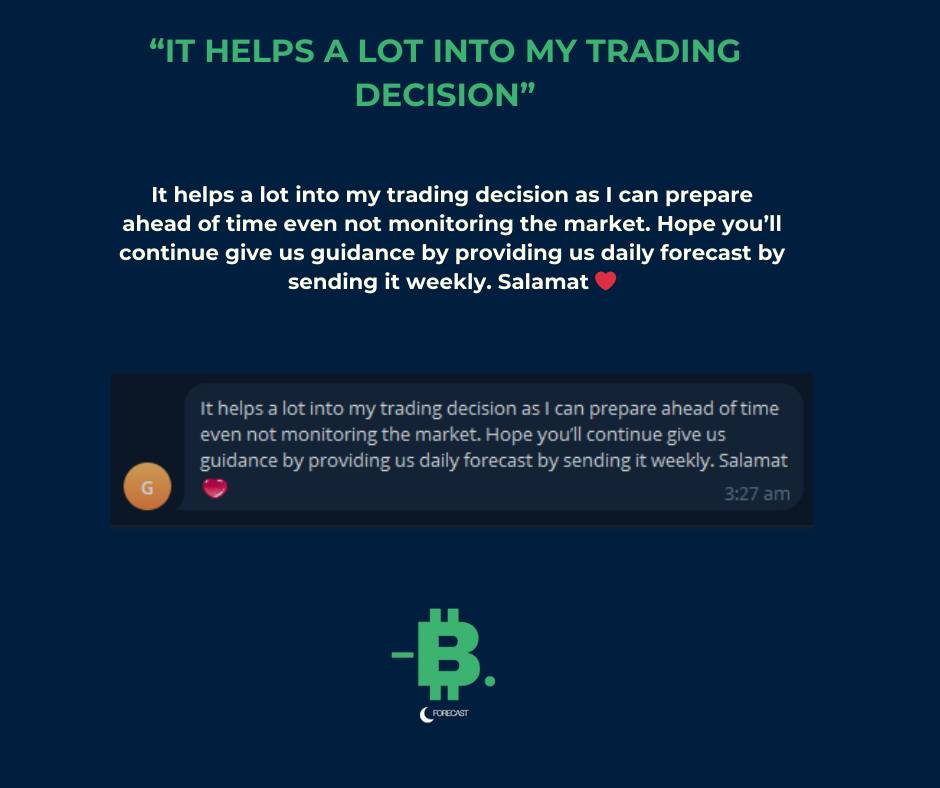 “IT HELPS A LOT INTO MY TRADING
DECISION”
It helps a lot into my trading decision as I can prepare
ahead of time even not monitoring the market. Hope you’ll
continue give us guidance by providing us daily forecast by
sending it weekly. Salamat ❤️
It helps a lot into my trading decision as I can prepare ahead of time
even not monitoring the market. Hope you'll continue give us
guidance by providing us daily forecast by sending it weekly. Salamat
💝
3:27 am
G
-B.
FORECAST